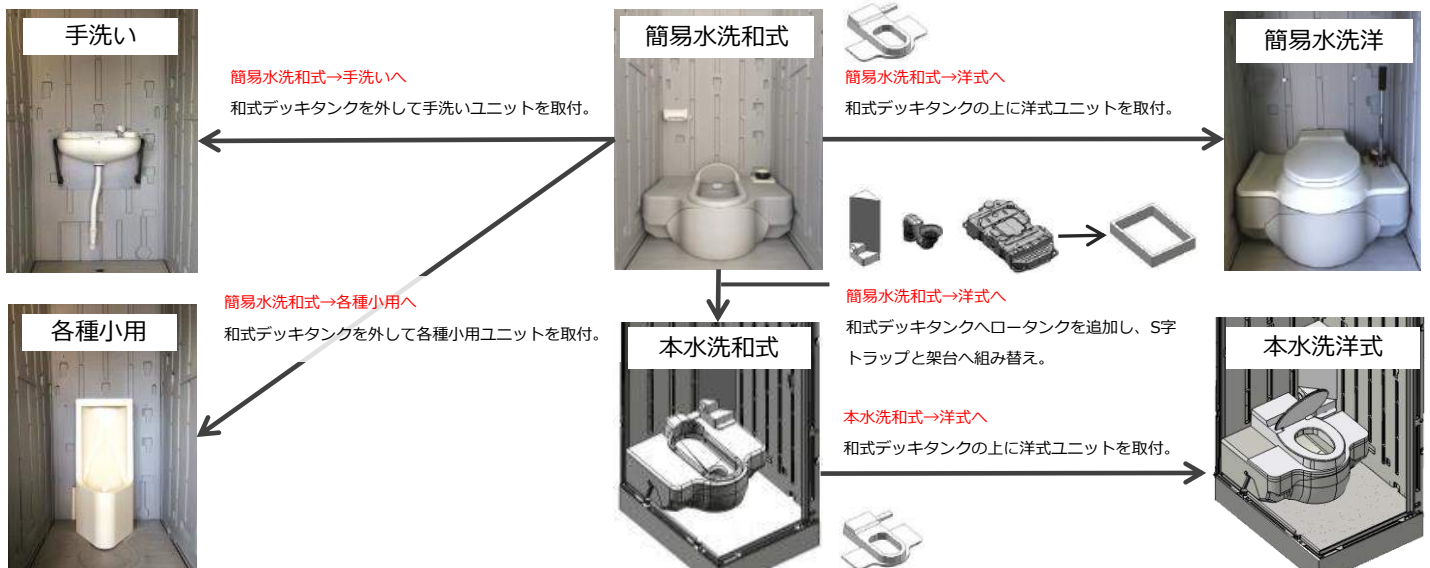 手洗い
簡易水洗和式
簡易水洗洋
簡易水洗和式→手洗いへ
和式デッキタンクを外して手洗いユニットを取付。
簡易水洗和式→洋式へ
和式デッキタンクの上に洋式ユニットを取付。
簡易水洗和式→各種小用へ
和式デッキタンクを外して各種小用ユニットを取付。
簡易水洗和式→洋式へ
和式デッキタンクへロータンクを追加し、S字
トラップと架台へ組み替え。
各種小用
本水洗和式
本水洗洋式
本水洗和式→洋式へ
和式デッキタンクの上に洋式ユニットを取付。